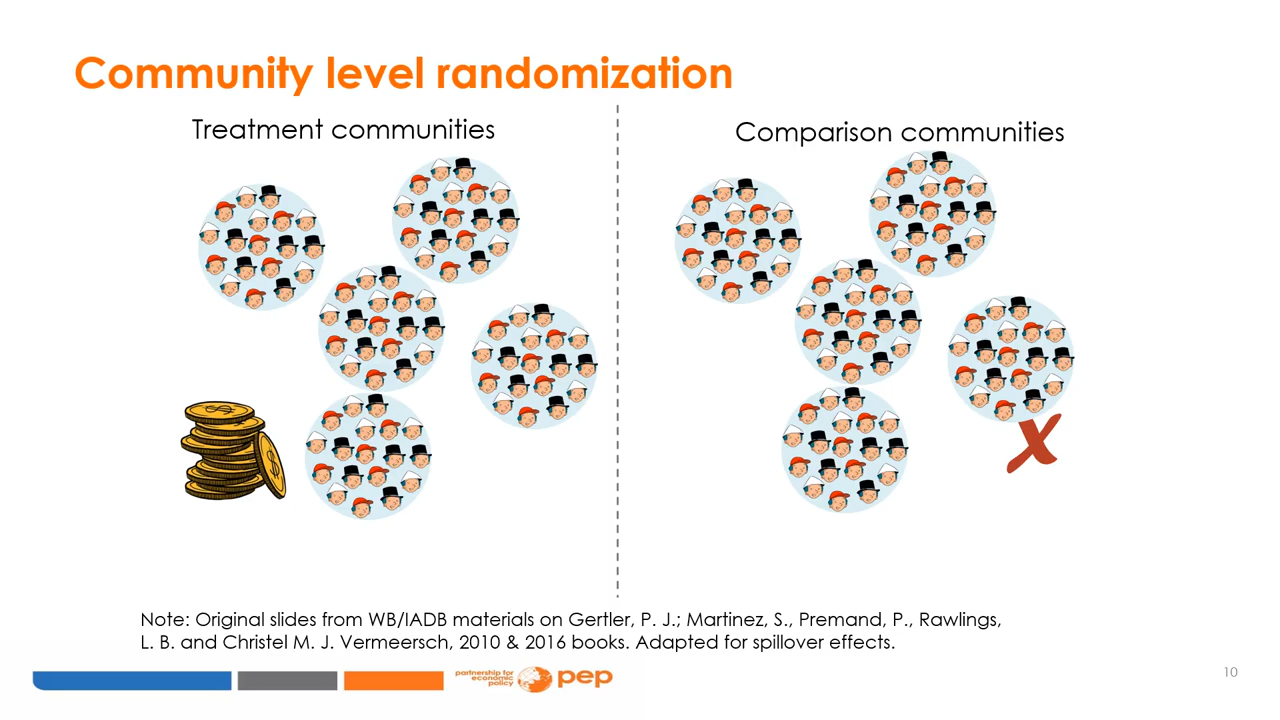 Community level randomization
Treatment communities
Comparison communities
Note: Original slides from WB/IADB materials on Gertler, P. J.; Martinez, S., Premand, P., Rawlings,
L. B. and Christel M. J. Vermeersch, 2010 & 2016 books. Adapted for spillover effects.
partnership for
economic
policy
pep
10